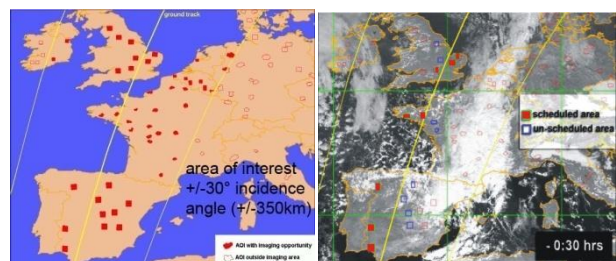 ground track
area of interest
+/-30° incidence
angle (+/-350km)
AOI with imaging opportunity
AOI outside imaging area
scheduled area
un-scheduled area
- 0:30 hrs